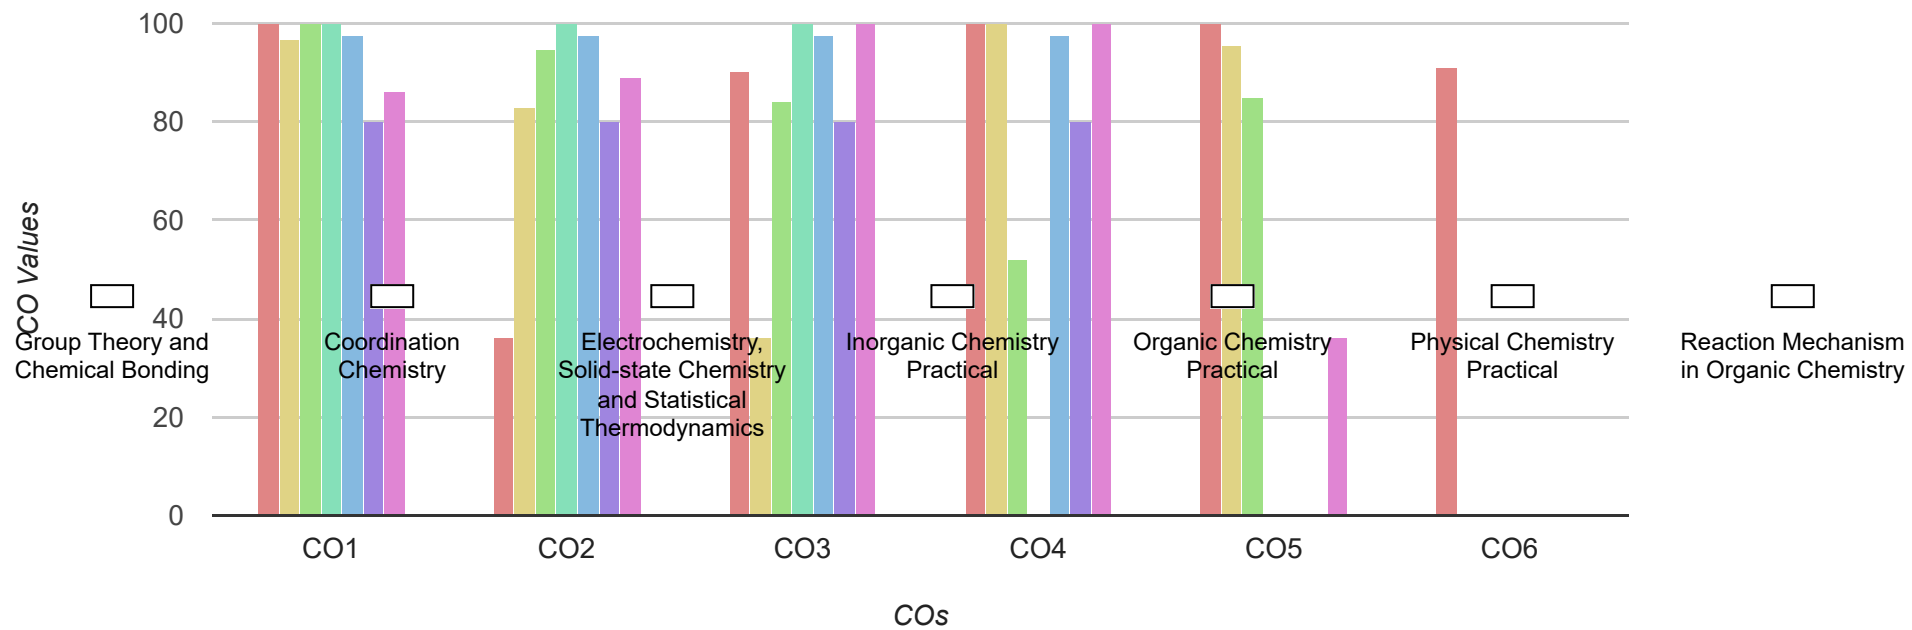 100
80
60
40
20
0
CO Values
Group Theory and
Chemical Bonding
Coordination
Chemistry
Electrochemistry,
Solid-state Chemistry
and Statistical
Thermodynamics
Inorganic Chemistry
Practical
Organic Chemistry
Practical
Physical Chemistry
Practical
Reaction Mechanism
in Organic Chemistry
CO1
CO2
CO3
CO4
CO5
CO6
COs